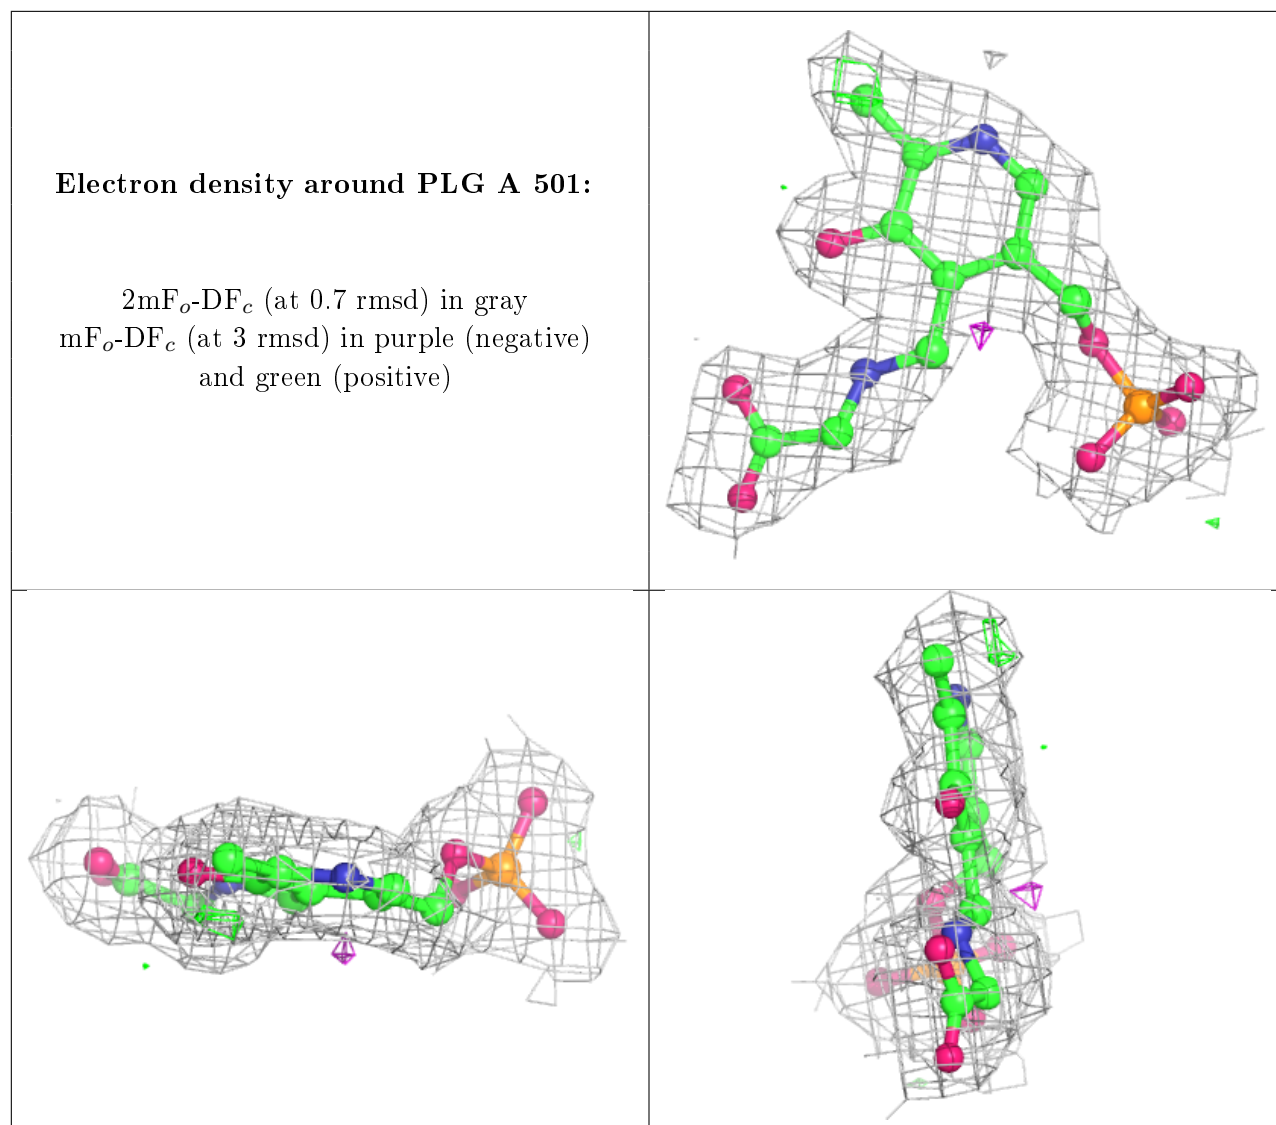 Electron density around PLG A 501:
2mFₒ-DF𝑐 (at 0.7 rmsd) in gray
mFₒ-DF𝑐 (at 3 rmsd) in purple (negative)
and green (positive)